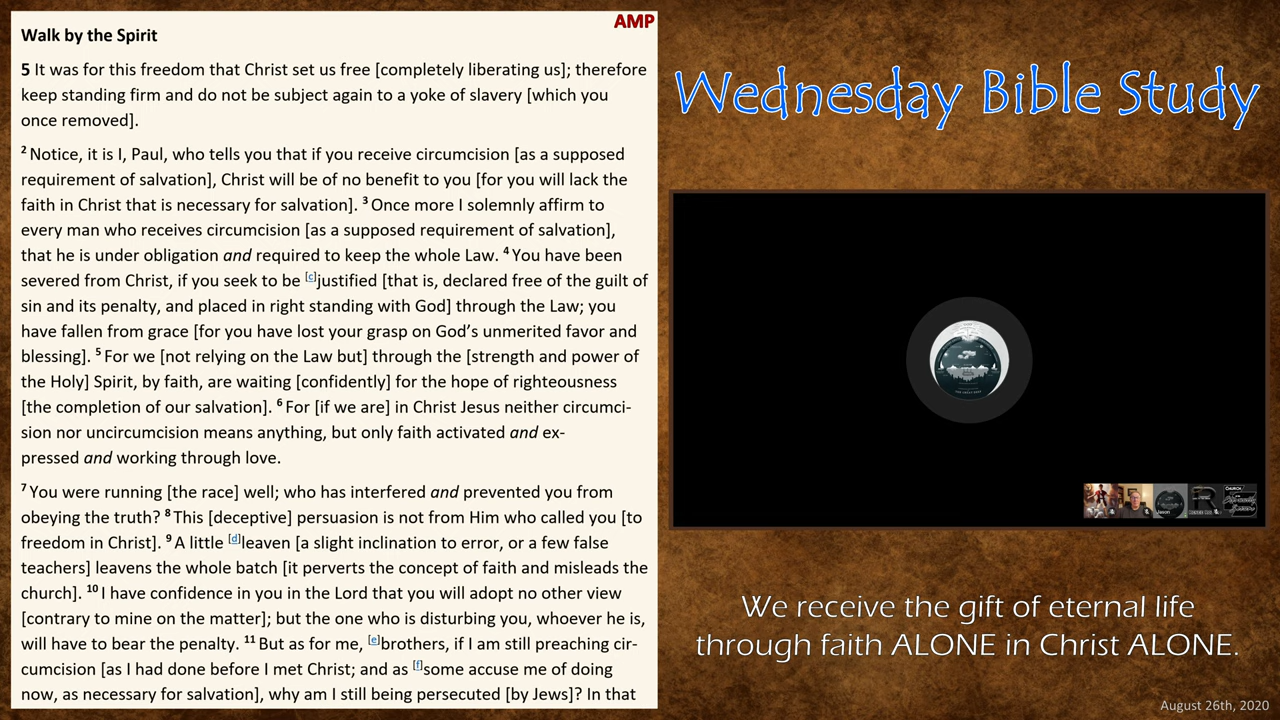 AMP
Walk by the Spirit
5 It was for this freedom that Christ set us free [completely liberating us]; therefore
keep standing firm and do not be subject again to a yoke of slavery [which you
once removed].
2 Notice, it is I, Paul, who tells you that if you receive circumcision [as a supposed
requirement of salvation], Christ will be of no benefit to you [for you will lack the
faith in Christ that is necessary for salvation]. 3 Once more I solemnly affirm to
every man who receives circumcision [as a supposed requirement of salvation],
that he is under obligation and required to keep the whole Law. 4 You have been
severed from Christ, if you seek to be [c]justified [that is, declared free of the guilt of
sin and its penalty, and placed in right standing with God] through the Law; you
have fallen from grace [for you have lost your grasp on God’s unmerited favor and
blessing]. 5 For we [not relying on the Law but] through the [strength and power of
the Holy] Spirit, by faith, are waiting [confidently] for the hope of righteousness
[the completion of our salvation]. 6 For [if we are] in Christ Jesus neither circumci-
sion nor uncircumcision means anything, but only faith activated and ex-
pressed and working through love.
7 You were running [the race] well; who has interfered and prevented you from
obeying the truth? 8 This [deceptive] persuasion is not from Him who called you [to
freedom in Christ]. 9 A little [d]leaven [a slight inclination to error, or a few false
teachers] leavens the whole batch [it perverts the concept of faith and misleads the
church]. 10 I have confidence in you in the Lord that you will adopt no other view
[contrary to mine on the matter]; but the one who is disturbing you, whoever he is,
will have to bear the penalty. 11 But as for me, [e]brothers, if I am still preaching cir-
cumcision [as I had done before I met Christ; and as [f]some accuse me of doing
now, as necessary for salvation], why am I still being persecuted [by Jews]? In that
Wednesday Bible Study
Jason
CHURCH
We receive the gift of eternal life
through faith ALONE in Christ ALONE.
August 26th, 2020